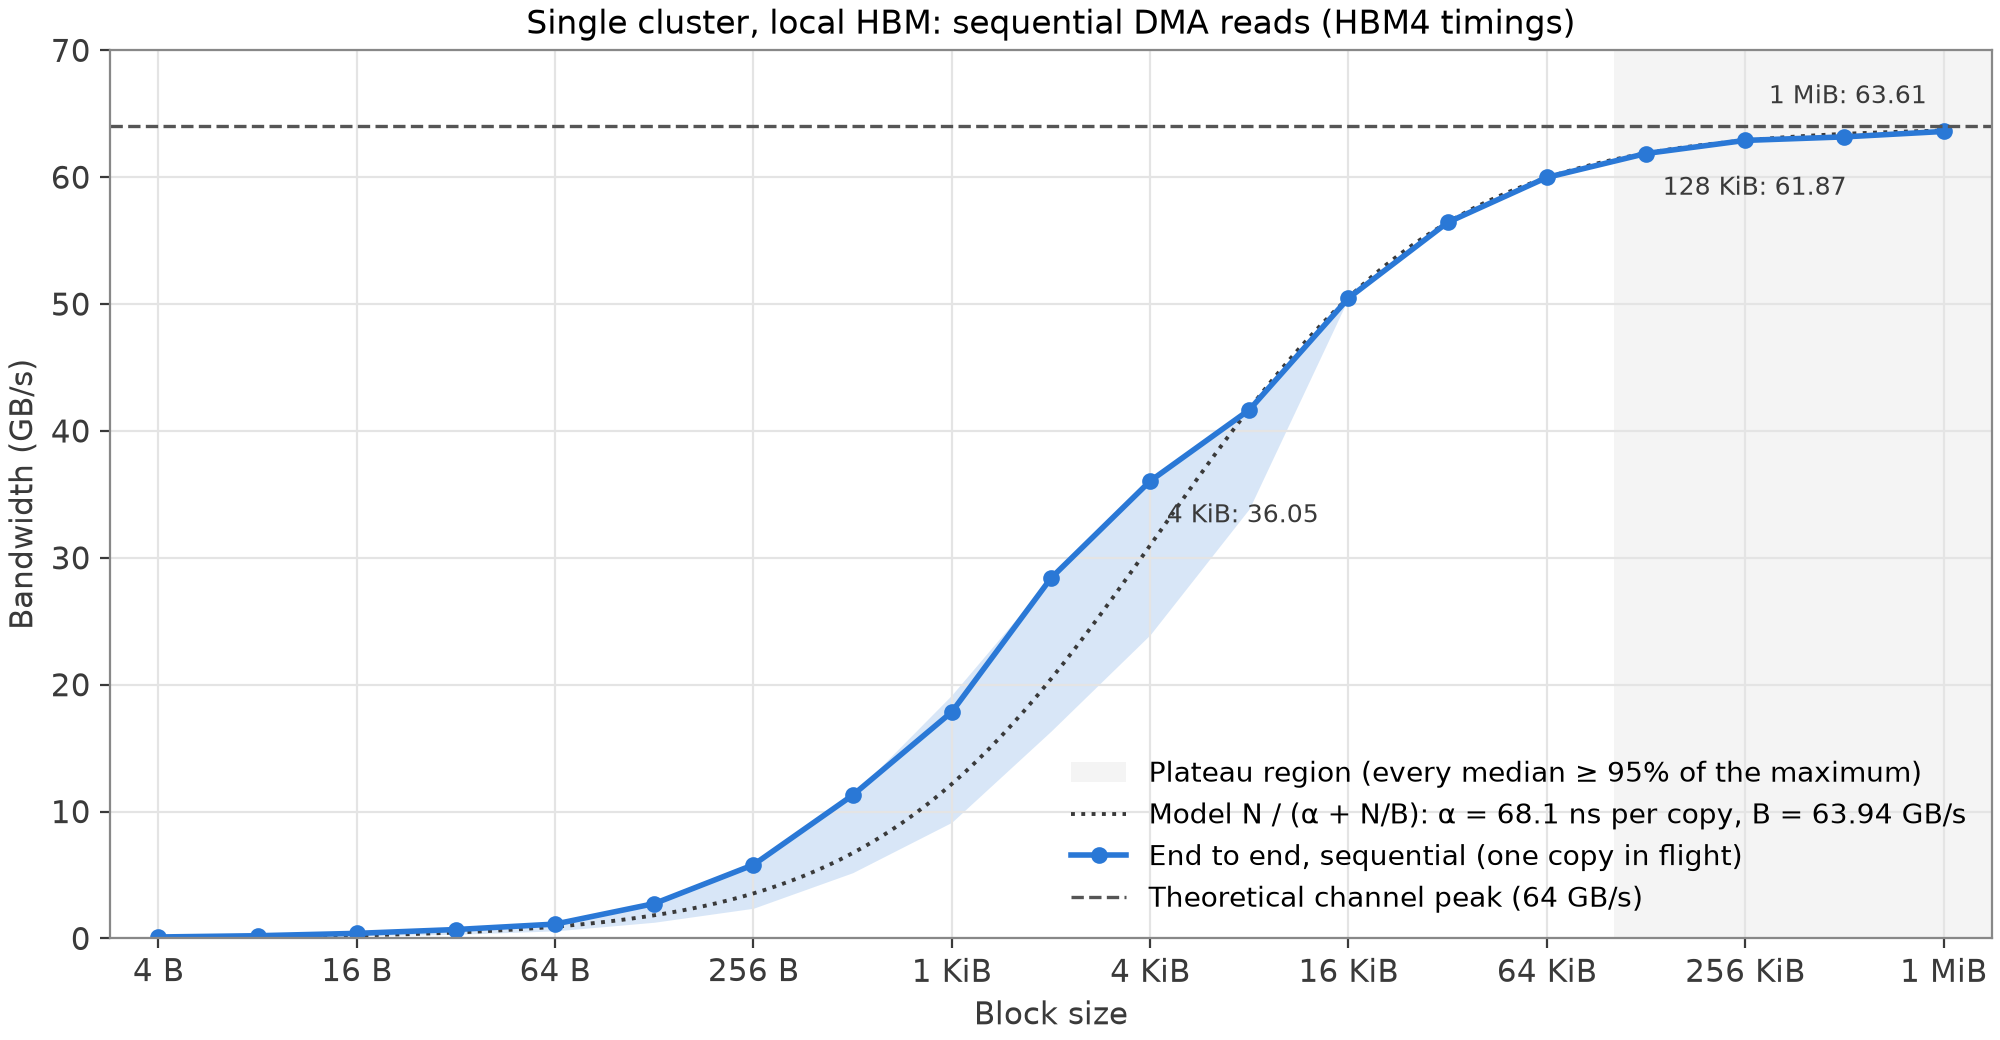 Single cluster, local HBM: sequential DMA reads (HBM4 timings)
70
60
50
40
30
20
10
0
Bandwidth (GB/s)
1 MiB: 63.61
128 KiB: 61.87
4 KiB: 36.05
Plateau region (every median ≥ 95% of the maximum)
Model N / (α + N/B): α = 68.1 ns per copy, B = 63.94 GB/s
End to end, sequential (one copy in flight)
Theoretical channel peak (64 GB/s)
4 B 16 B 64 B 256 B 1 KiB 4 KiB 16 KiB 64 KiB 256 KiB 1 MiB
Block size